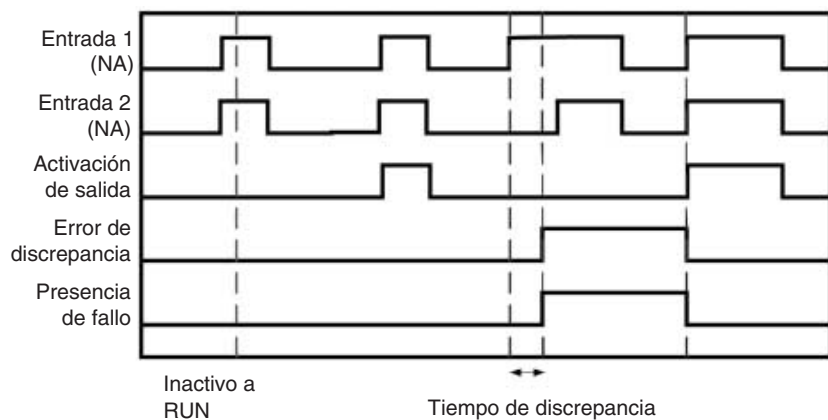 Entrada 1
(NA)
Entrada 2
(NA)
Activación
de salida
Error de
discrepancia
Presencia
de fallo
Inactivo a
RUN
Tiempo de discrepancia